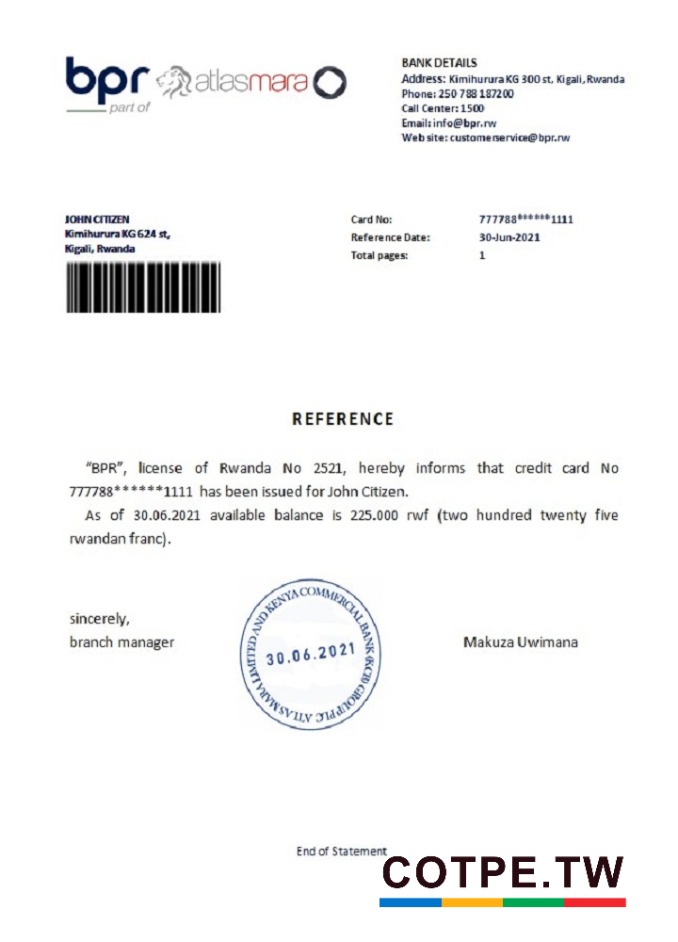 bpr atlasmara
part of
BANK DETAILS
Address: Kimihurura KG 300 st, Kigali, Rwanda
Phone: 250 788 187200
Call Center: 1500
Email: info@bpr.rw
Web site: customerservice@bpr.rw
JOHN CITIZEN
Kimihurura KG 624 st,
Kigali, Rwanda
Card No: 777788******1111
Reference Date: 30-Jun-2021
Total pages: 1
REFERENCE
“BPR”, license of Rwanda No 2521, hereby informs that credit card No
777788******1111 has been issued for John Citizen.
As of 30.06.2021 available balance is 225.000 rwf (two hundred twenty five
rwandan franc).
sincerely,
branch manager
ATLAS MARA LIMITED AND KENYA COMMERCIAL BANK (KCB) GROUP PLC
30.06.2021
Makuza Uwimana
End of Statement
COTPE.TW